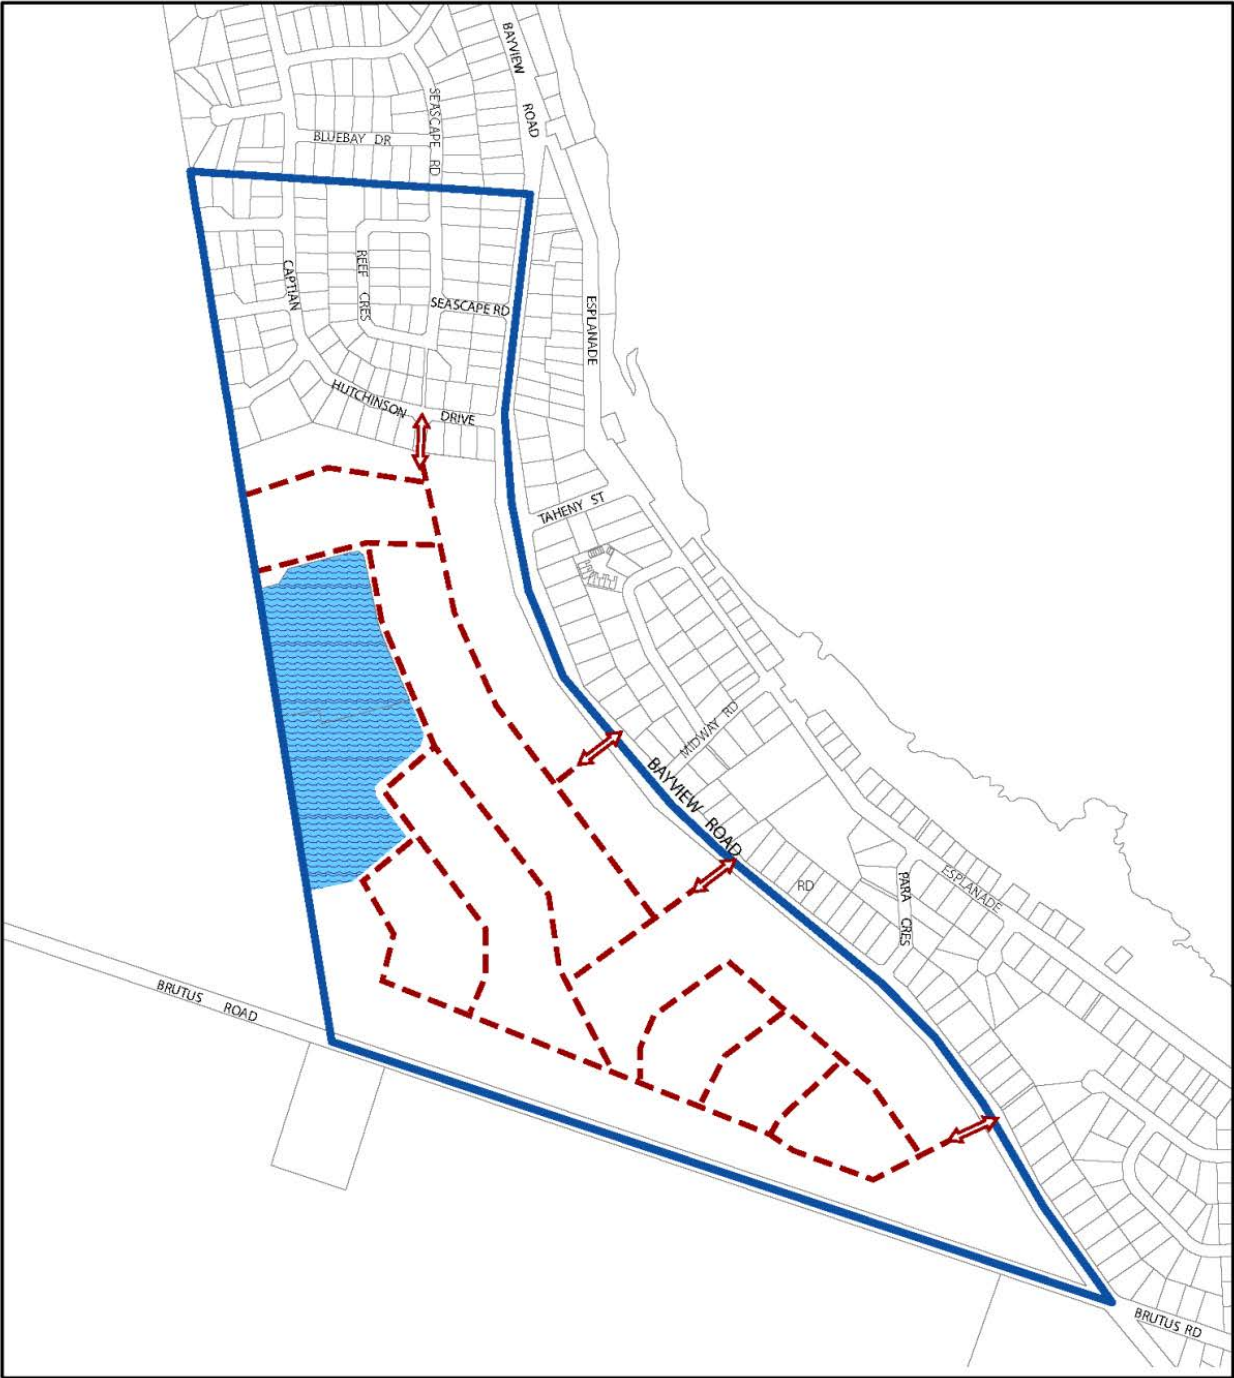 BAYVIEW
ROAD
SEASCAPE RD
BLUEBAY DR
CAPTIAN
REEF CRES
SEASCAPE RD
ESPLANADE
HUTCHINSON
DRIVE
TAHENY ST
MIDWAY RD
BAYVIEW ROAD
RD
PARA CRES
ESPLANADE
BRUTUS ROAD
BRUTUS RD